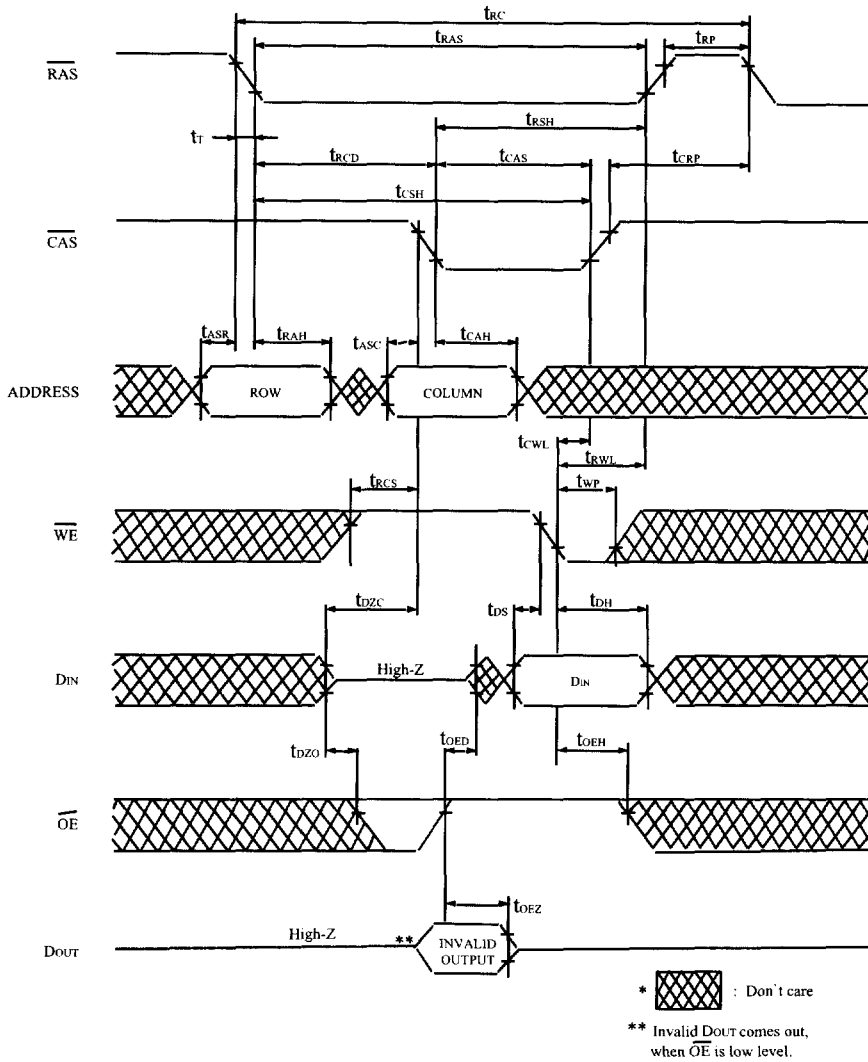 tRC
tRAS
tRP
RAS
tRSH
tT
tRCD
tCAS
tCRP
tCSH
CAS
tASR
tRAH
tASC
tCAH
ADDRESS
ROW
COLUMN
tCWL
tRWL
tRCS
tWP
WE
tDZC
tDS
tDH
DIN
High-Z
DIN
tDZO
tOED
tOEH
OE
tOEZ
DOUT
High-Z
**
INVALID
OUTPUT
* : Don't care
** Invalid DOUT comes out,
when OE is low level.